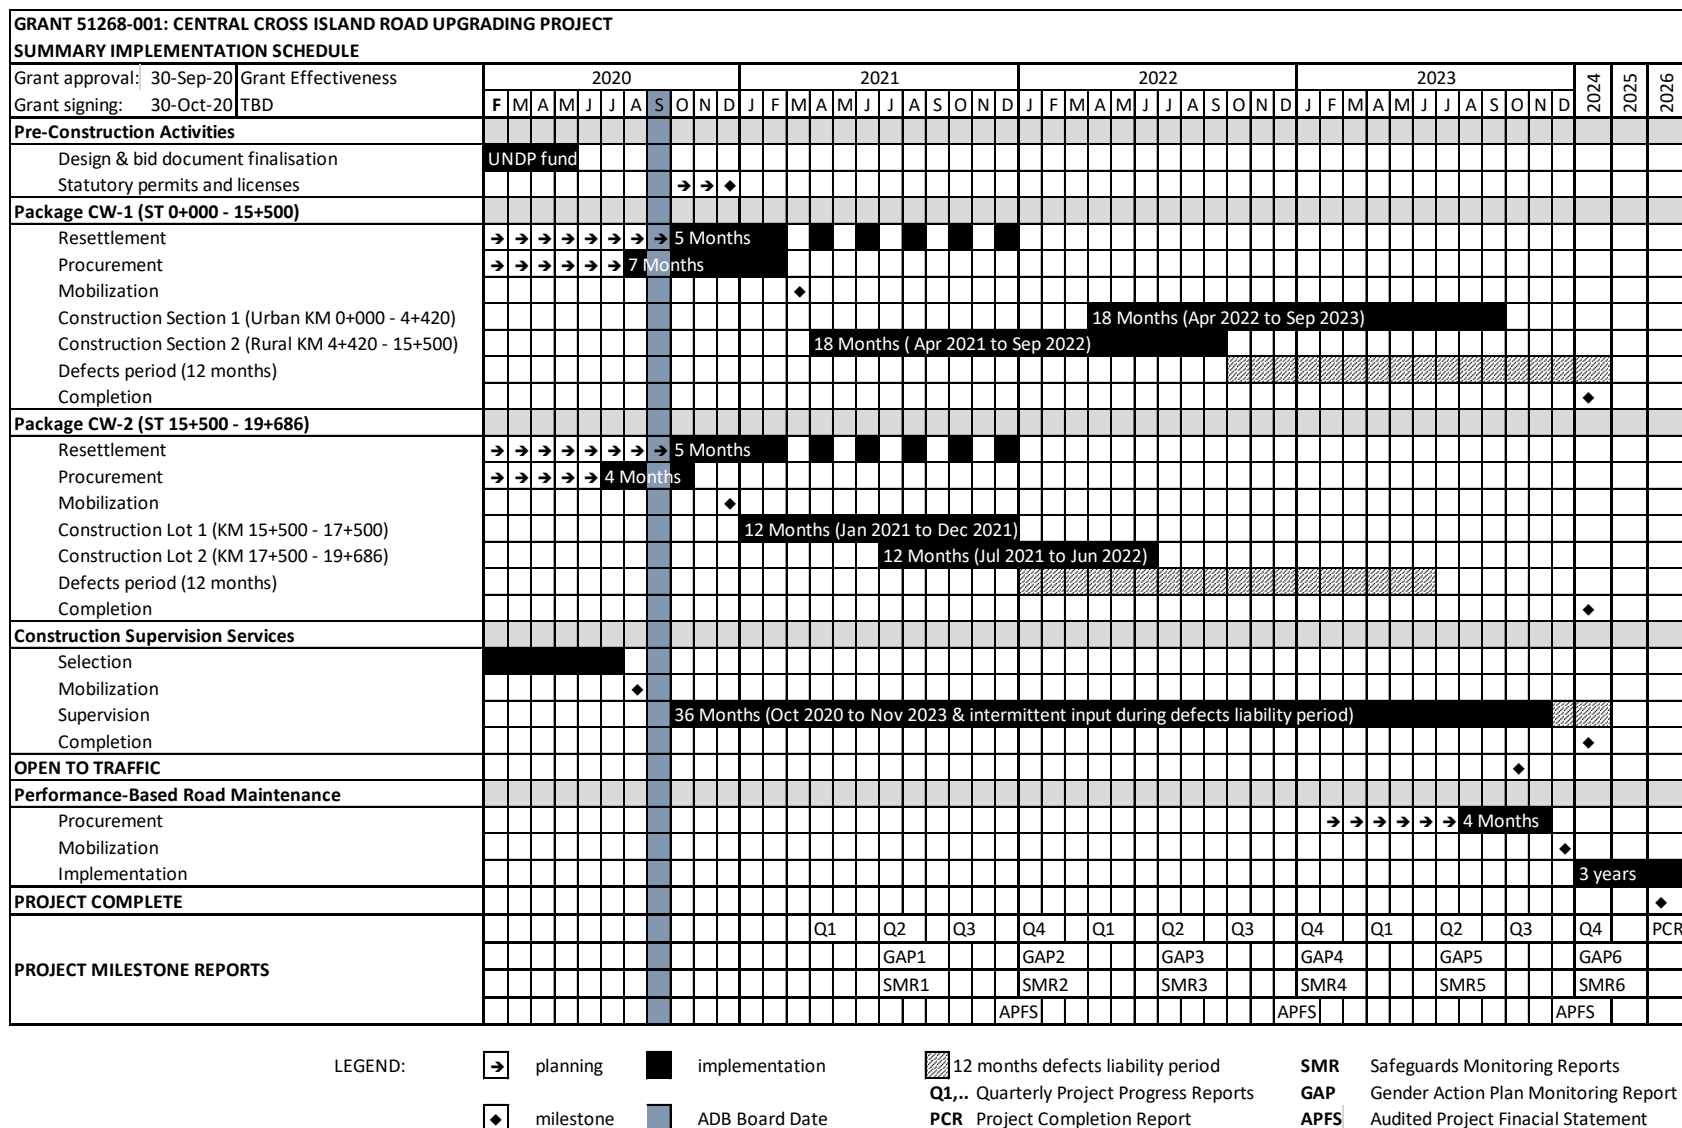 GRANT 51268-001: CENTRAL CROSS ISLAND ROAD UPGRADING PROJECT
SUMMARY IMPLEMENTATION SCHEDULE
Grant approval: 30-Sep-20 Grant Effectiveness 2020 2021 2022 2023 2024 2025 2026
Grant signing: 30-Oct-20 TBD F M A M J J A S O N D J F M A M J J A S O N D J F M A M J J A S O N D J F M A M J J A S O N D
Pre-Construction Activities
Design & bid document finalisation UNDP fund
Statutory permits and licenses
Package CW-1 (ST 0+000 - 15+500)
Resettlement 5 Months
Procurement 7 Months
Mobilization
Construction Section 1 (Urban KM 0+000 - 4+420) 18 Months (Apr 2022 to Sep 2023)
Construction Section 2 (Rural KM 4+420 - 15+500) 18 Months ( Apr 2021 to Sep 2022)
Defects period (12 months)
Completion
Package CW-2 (ST 15+500 - 19+686)
Resettlement 5 Months
Procurement 4 Months
Mobilization
Construction Lot 1 (KM 15+500 - 17+500) 12 Months (Jan 2021 to Dec 2021)
Construction Lot 2 (KM 17+500 - 19+686) 12 Months (Jul 2021 to Jun 2022)
Defects period (12 months)
Completion
Construction Supervision Services
Selection
Mobilization
Supervision 36 Months (Oct 2020 to Nov 2023 & intermittent input during defects liability period)
Completion
OPEN TO TRAFFIC
Performance-Based Road Maintenance
Procurement 4 Months
Mobilization
Implementation 3 years
PROJECT COMPLETE
Q1 Q2 Q3 Q4 Q1 Q2 Q3 Q4 Q1 Q2 Q3 Q4 PCR
GAP1 GAP2 GAP3 GAP4 GAP5 GAP6
PROJECT MILESTONE REPORTS
SMR1 SMR2 SMR3 SMR4 SMR5 SMR6
APFS APFS APFS
LEGEND: planning implementation 12 months defects liability period SMR Safeguards Monitoring Reports
Q1,.. Quarterly Project Progress Reports GAP Gender Action Plan Monitoring Report
milestone ADB Board Date PCR Project Completion Report APFS Audited Project Finacial Statement